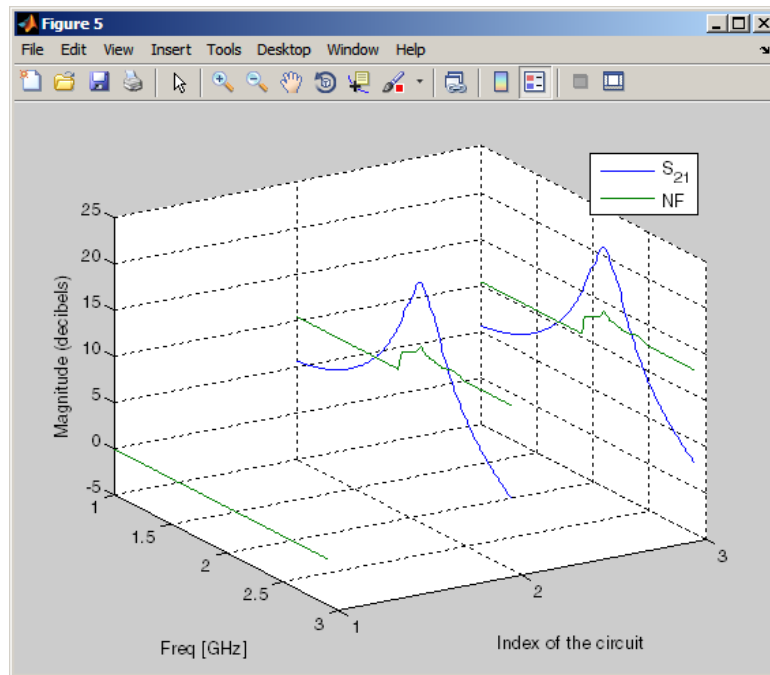 Figure 5
File Edit View Insert Tools Desktop Window Help
S21
NF
25
20
15
10
5
0
-5
Magnitude (decibels)
1
1.5
2
2.5
3
Freq [GHz]
1
2
3
Index of the circuit